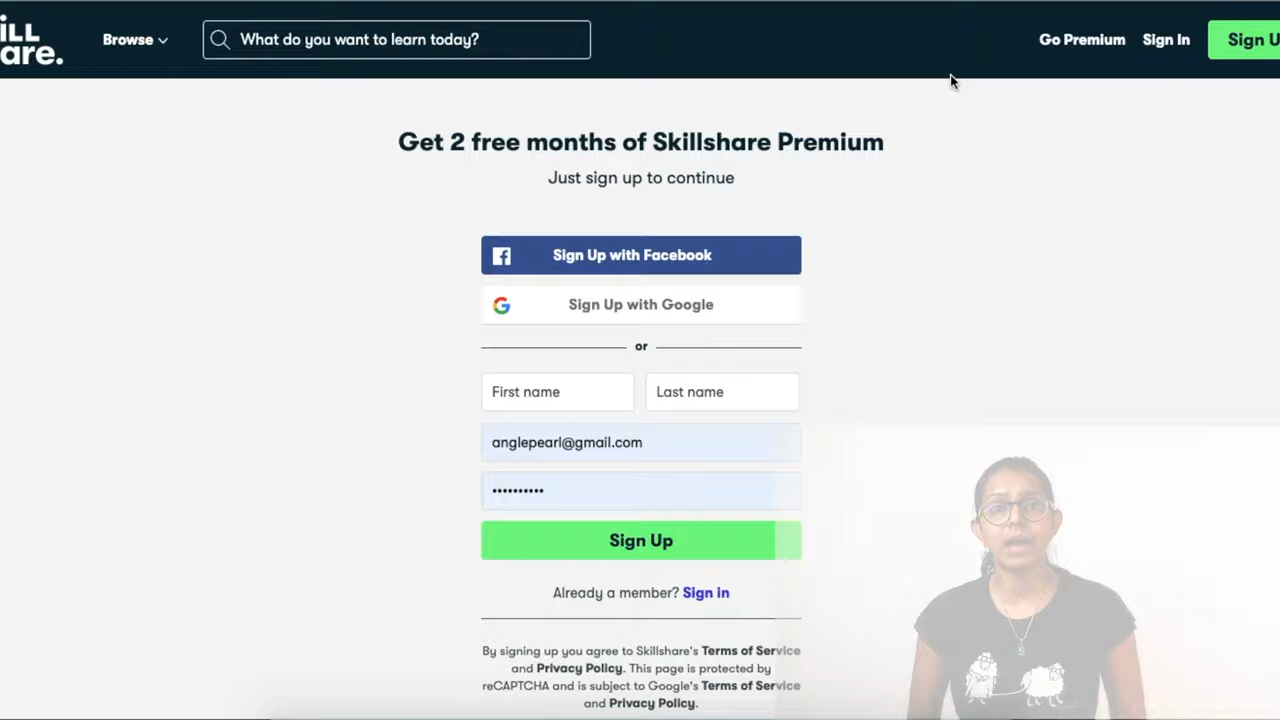 iLL
are.
Browse
What do you want to learn today?
Go Premium
Sign In
Sign U
Get 2 free months of Skillshare Premium
Just sign up to continue
Sign Up with Facebook
Sign Up with Google
or
First name
Last name
anglepearl@gmail.com
••••••••••
Sign Up
Already a member? Sign in
By signing up you agree to Skillshare's Terms of Service
and Privacy Policy. This page is protected by
reCAPTCHA and is subject to Google's Terms of Service
and Privacy Policy.